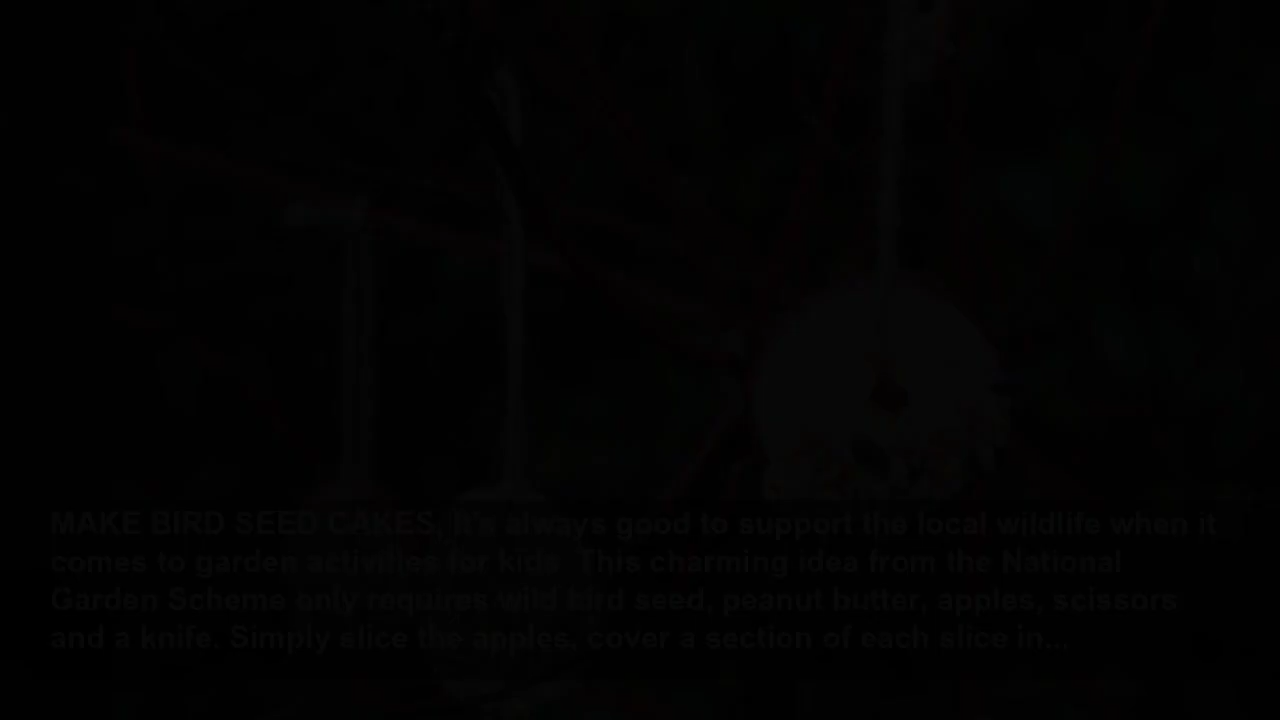 MAKE BIRD SEED CAKES, It's always good to support the local wildlife when it
comes to garden activities for kids. This charming idea from the National
Garden Scheme only requires wild bird seed, peanut butter, apples, scissors
and a knife. Simply slice the apples, cover a section of each slice in...